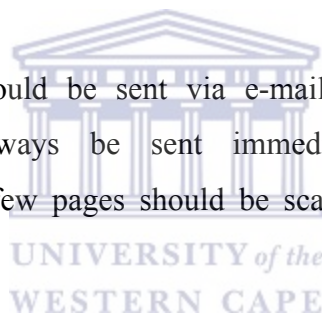 ould be sent via e-mail
ways be sent immed
few pages should be sca
UNIVERSITY of the
WESTERN CAPE